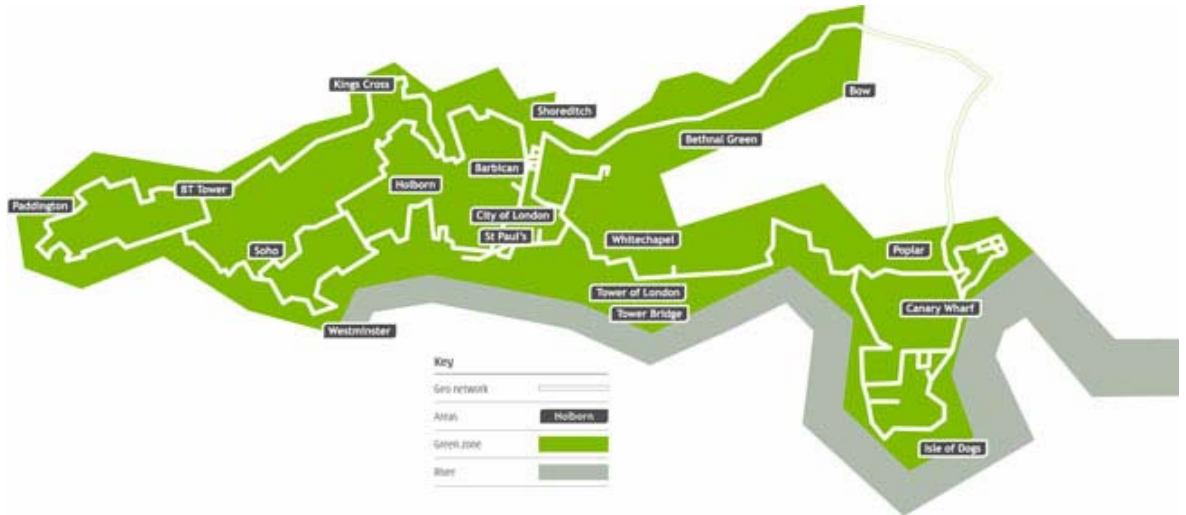 Kings Cross
Shoreditch
Bow
Bethnal Green
Barbican
Holborn
BT Tower
Paddington
City of London
St Paul's
Whitechapel
Soho
Poplar
Tower of London
Canary Wharf
Tower Bridge
Westminster
Key
Geo network
Areas
Holborn
Green zone
River
Isle of Dogs